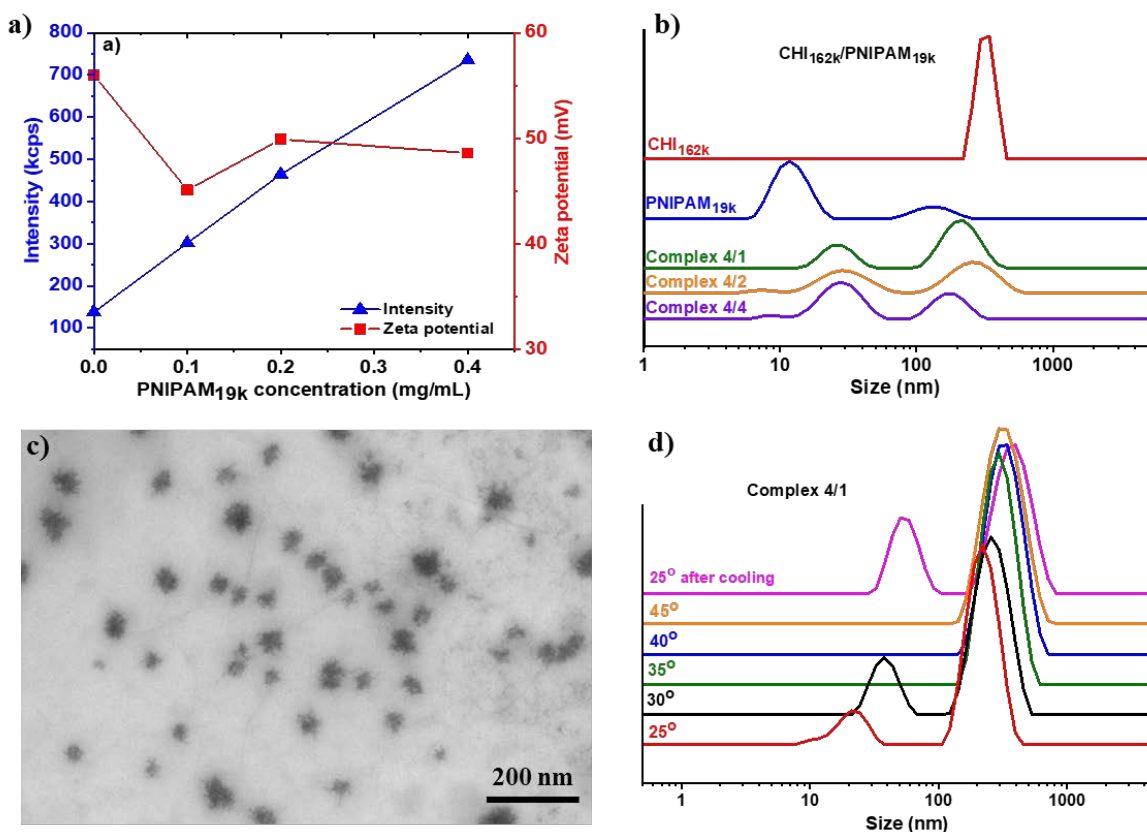 a)
a)
800
700
600
500
400
300
200
100
Intensity (kcps)
60
50
40
30
Zeta potential (mV)
Intensity
Zeta potential
0.0 0.1 0.2 0.3 0.4
PNIPAM19k concentration (mg/mL)
b)
CHI162k/PNIPAM19k
CHI162k
PNIPAM19k
Complex 4/1
Complex 4/2
Complex 4/4
1 10 100 1000
Size (nm)
c)
200 nm
d)
Complex 4/1
25° after cooling
45°
40°
35°
30°
25°
1 10 100 1000
Size (nm)